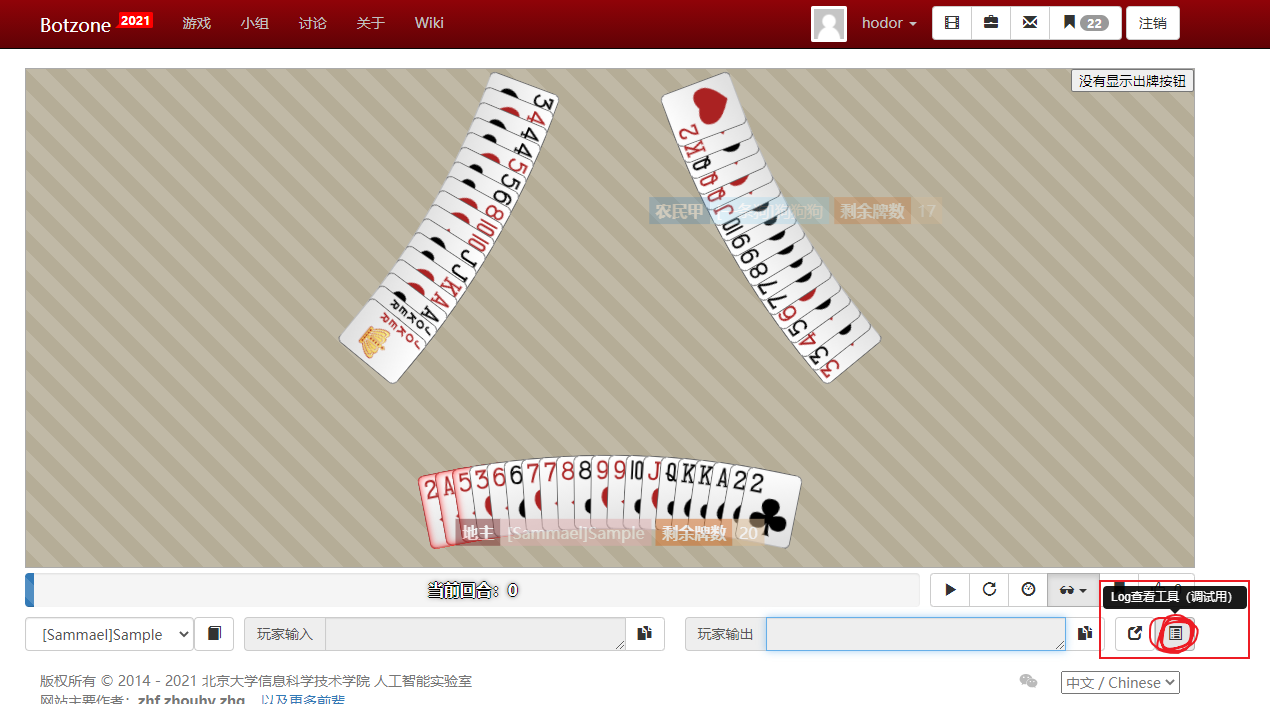 Botzone 2021 游戏 小组 讨论 关于 Wiki hodor 22 注销
没有显示出牌按钮
3 4 4 4 5 5 6 8 10 10 J J K A A JOKER JOKER
2 K Q Q Q J 10 9 9 8 7 7 6 5 4 3 3
农民甲 剩余牌数 17
2 A 5 3 6 6 7 7 8 8 9 9 10 J Q K K A 2 2
地主 [Sammael]Sample 剩余牌数 20
当前回合：0
Log查看工具（调试用）
[Sammael]Sample 玩家输入 玩家输出
版权所有 © 2014 - 2021 北京大学信息科学技术学院 人工智能实验室
中文 / Chinese
网站主要作者：zhf zhouhy zhq 以及更多前辈